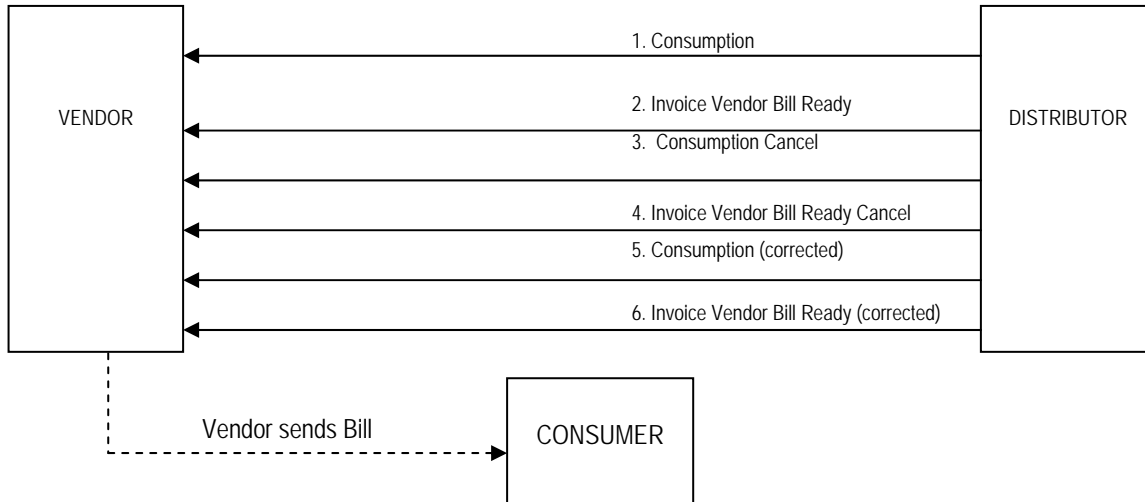 1. Consumption
VENDOR
2. Invoice Vendor Bill Ready
DISTRIBUTOR
3. Consumption Cancel
4. Invoice Vendor Bill Ready Cancel
5. Consumption (corrected)
6. Invoice Vendor Bill Ready (corrected)
Vendor sends Bill
CONSUMER